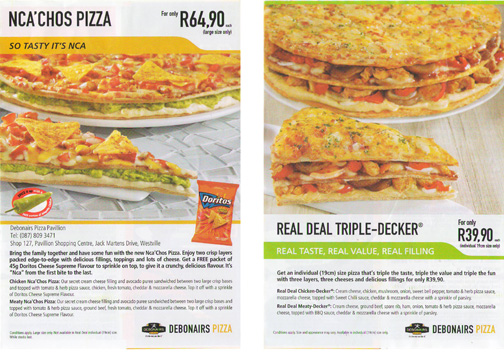 NCA'CHOS PIZZA
For only
R64,90 each
(large size only)
SO TASTY IT'S NCA
Doritos
Debonairs Pizza Pavilion
Tel: (087) 809 3471
Shop 127, Pavilion Shopping Centre, Jack Martens Drive, Westville
Bring the family together and have some fun with the new Nca'Chos Pizza. Enjoy two crisp layers
packed edge-to-edge with delicious fillings, toppings and lots of cheese. Get a FREE packet of
45g Doritos Cheese Supreme Flavour to sprinkle on top, to give it a crunchy, delicious flavour. It's
"Nca" from the first bite to the last.
Chicken Nca'Chos Pizza: Our secret cream cheese filling and avocado puree sandwiched between two large crisp bases
and topped with tomato & herb pizza sauce, chicken, fresh tomato, cheddar & mozzarella cheese. Top it off with a sprinkle
of Doritos Cheese Supreme Flavour.
Meaty Nca'Chos Pizza: Our secret cream cheese filling and avocado puree sandwiched between two large crisp bases and
topped with tomato & herb pizza sauce, ground beef, fresh tomato, cheddar & mozzarella cheese. Top it off with a sprinkle of
Doritos Cheese Supreme Flavour.
DEBONAIRS PIZZA
REAL DEAL TRIPLE-DECKER®
For only
R39,90 each
(individual 19cm size only)
REAL TASTE, REAL VALUE, REAL FILLING
Get an individual (19cm) size pizza that's triple the taste, triple the value and triple the fun
with three layers, three cheeses and delicious fillings for only R39,90.
Real Deal Chicken-Decker®: Cream cheese, chicken, mushroom, onion, sweet bell pepper, tomato & herb pizza sauce,
mozzarella cheese, topped with Sweet Chilli sauce, cheddar & mozzarella cheese with a sprinkle of parsley.
Real Deal Meaty-Decker®: Cream cheese, ground beef, spare rib, ham, onion, tomato & herb pizza sauce, mozzarella
cheese, topped with BBQ sauce, cheddar & mozzarella cheese with a sprinkle of parsley.
DEBONAIRS PIZZA